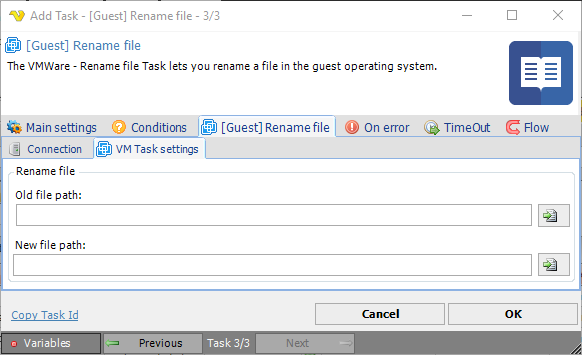 Add Task - [Guest] Rename file - 3/3
[Guest] Rename file
The VMWare - Rename file Task lets you rename a file in the guest operating system.
Main settings Conditions [Guest] Rename file On error TimeOut Flow
Connection VM Task settings
Rename file
Old file path:
New file path:
Copy Task Id Cancel OK
Variables Previous Task 3/3 Next